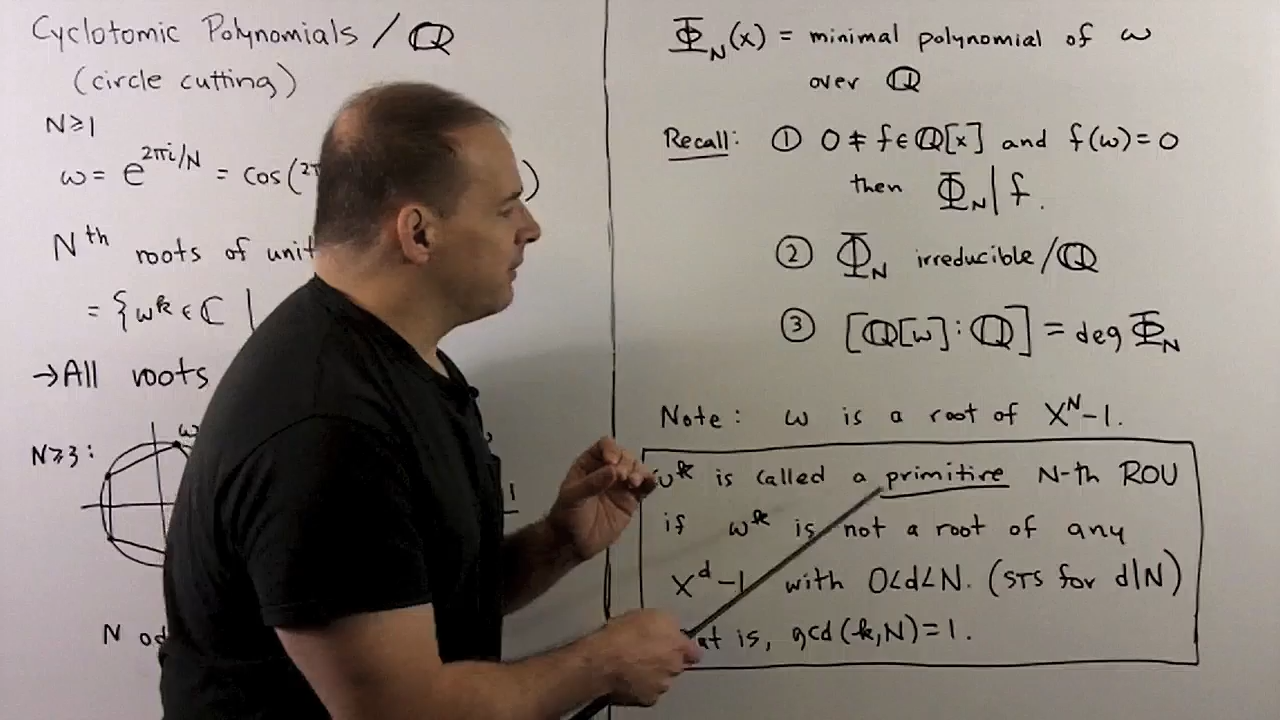 Cyclotomic Polynomials / ℚ
(circle cutting)
N≥1
ω = e^{2πi/N} = cos(2π )
Nth roots of unit
= {ω^k ∈ ℂ |
→All roots
N≥3: ω
1
N od
Φ_N(x) = minimal polynomial of ω
over ℚ
Recall: ① 0 ≠ f ∈ ℚ[x] and f(ω)=0
then Φ_N | f.
② Φ_N irreducible/ℚ
③ [ℚ[ω]:ℚ] = deg Φ_N
Note: ω is a root of X^N-1.
ω^k is called a primitive N-th ROU
if ω^k is not a root of any
X^d -1 with 0<d<N. (STS for d|N)
at is, gcd(k,N)=1.